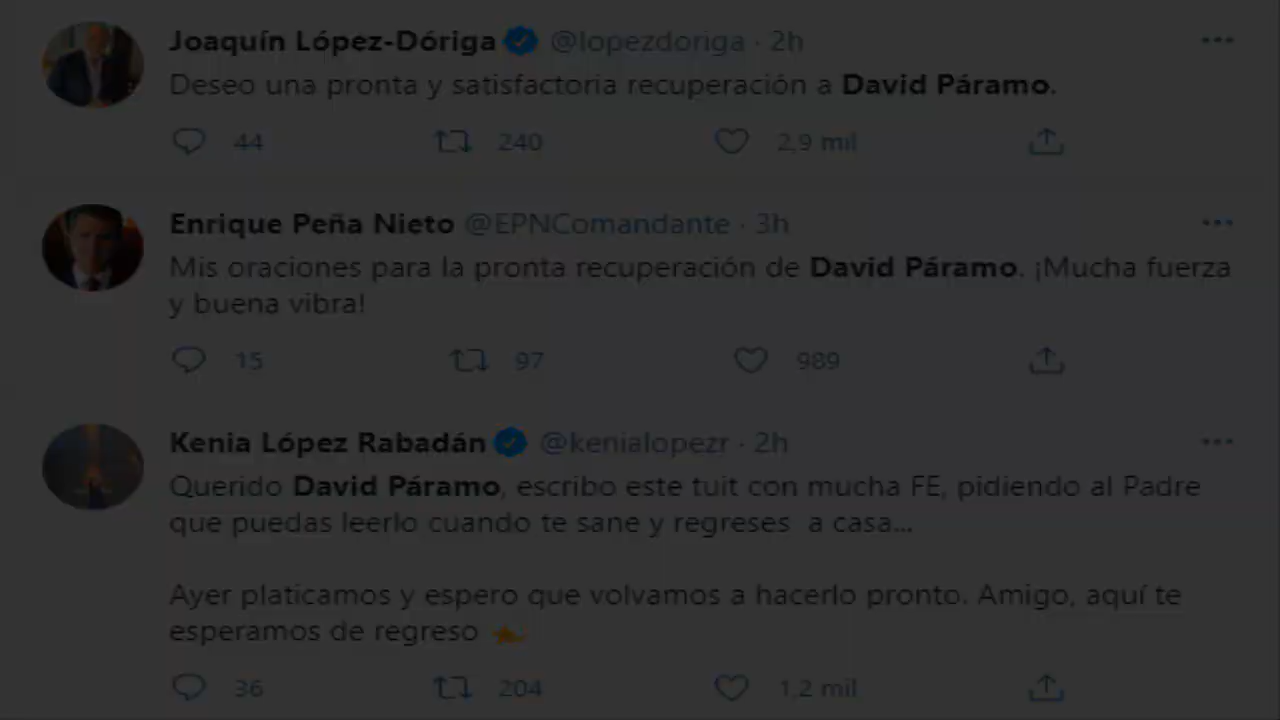 Joaquín López-Dóriga @lopezdoriga · 2h
Deseo una pronta y satisfactoria recuperación a David Páramo.
44 240 2,9 mil
Enrique Peña Nieto @EPNComandante · 3h
Mis oraciones para la pronta recuperación de David Páramo. ¡Mucha fuerza
y buena vibra!
15 97 989
Kenia López Rabadán @kenialopezr · 2h
Querido David Páramo, escribo este tuit con mucha FE, pidiendo al Padre
que puedas leerlo cuando te sane y regreses a casa...
Ayer platicamos y espero que volvamos a hacerlo pronto. Amigo, aquí te
esperamos de regreso
36 204 1,2 mil